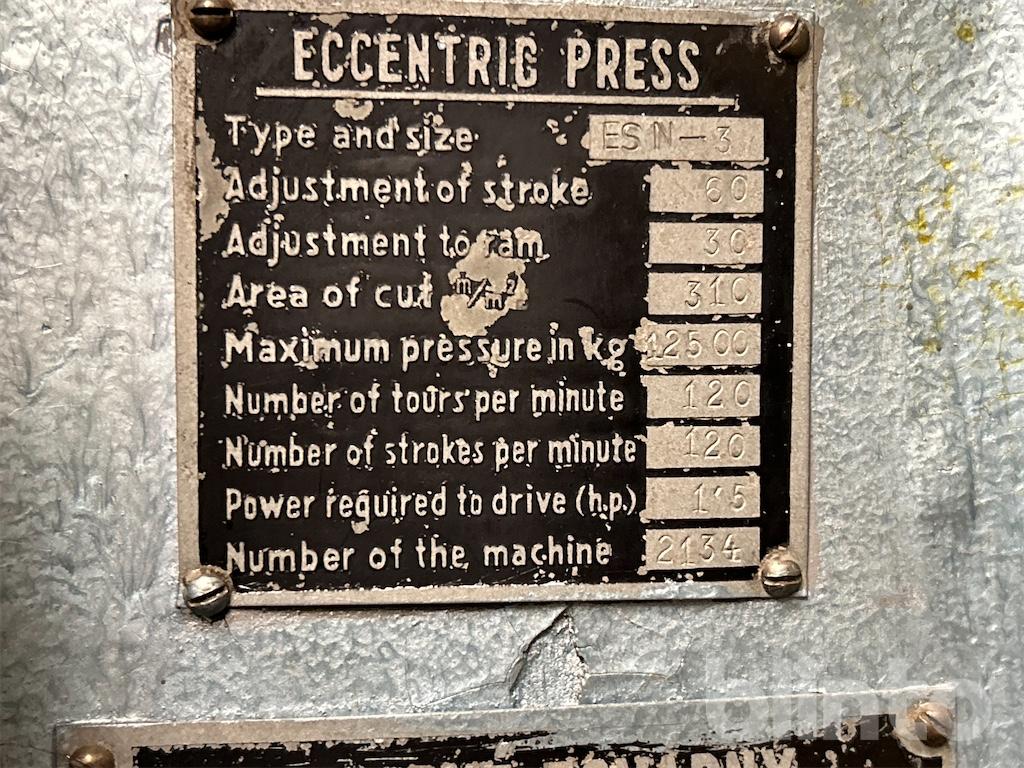 ECCENTRIC PRESS
Type and size ESN-3
Adjustment of stroke 60
Adjustment to ram 30
Area of cut m/m² 310
Maximum pressure in kg 12500
Number of tours per minute 120
Number of strokes per minute 120
Power required to drive (h.p.) 1'5
Number of the machine 2134
blinto